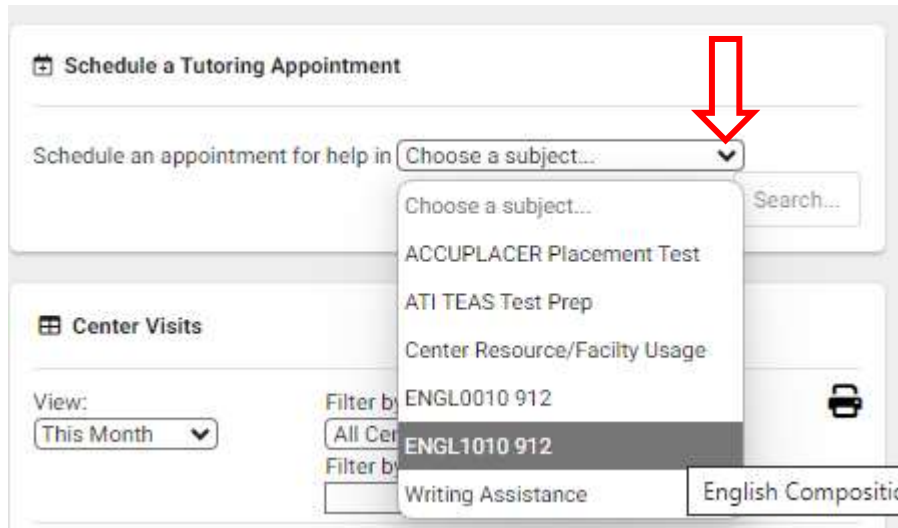 Schedule a Tutoring Appointment
Schedule an appointment for help in Choose a subject...
Choose a subject...
Search...
ACCUPLACER Placement Test
ATI TEAS Test Prep
Center Resource/Facilty Usage
ENGL0010 912
ENGL1010 912
Writing Assistance
English Compositio
Center Visits
View:
This Month
Filter by
All Cen
Filter by